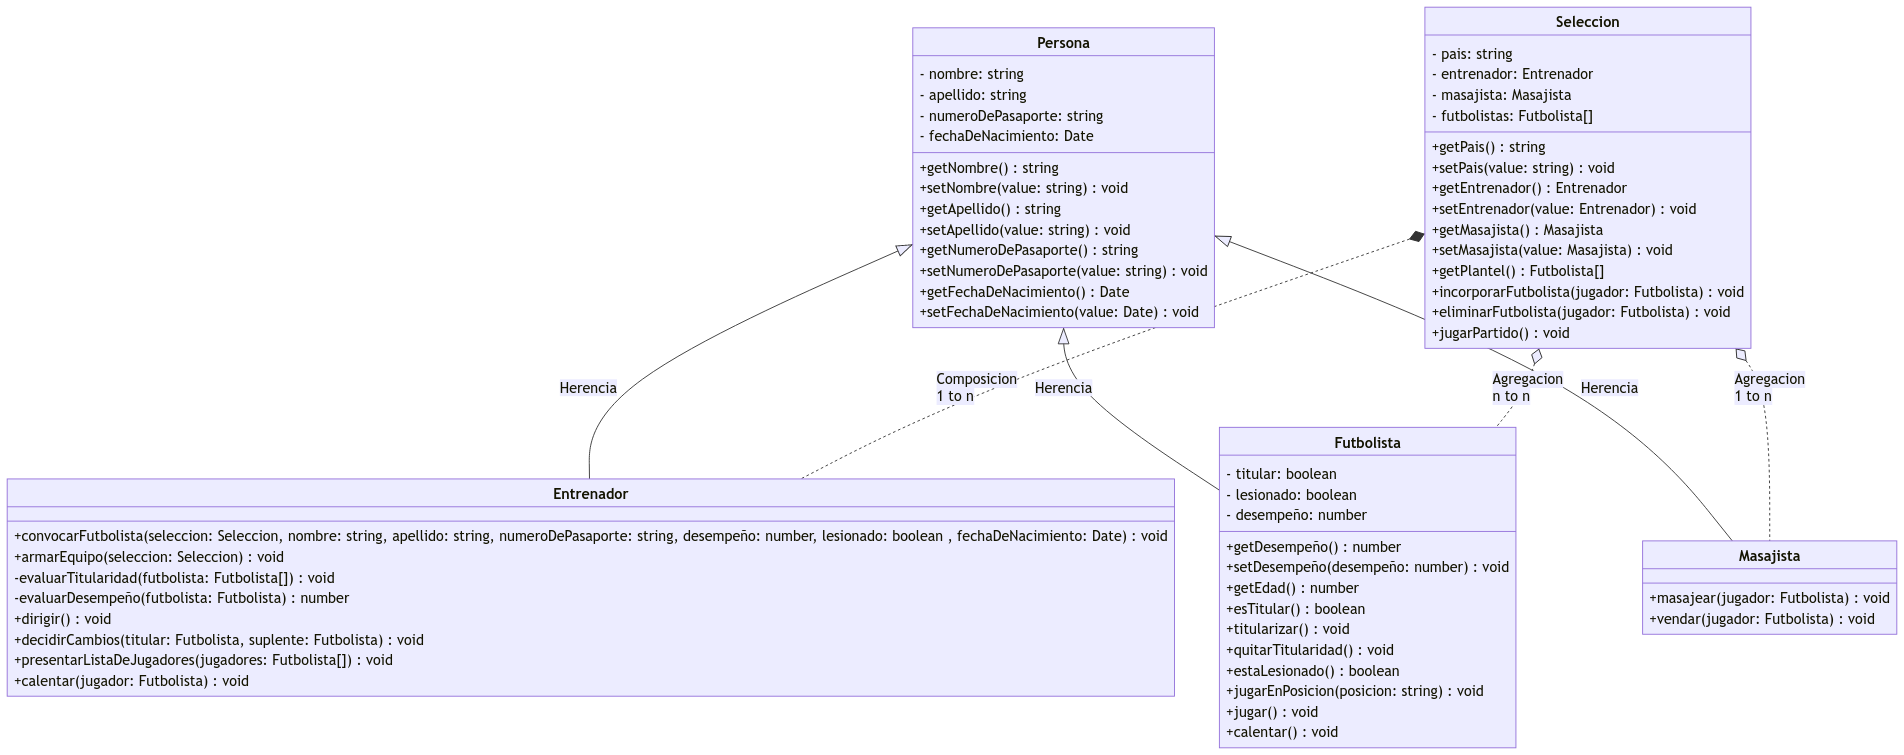 Persona
- nombre: string
- apellido: string
- numeroDePasaporte: string
- fechaDeNacimiento: Date
+getNombre() : string
+setNombre(value: string) : void
+getApellido() : string
+setApellido(value: string) : void
+getNumeroDePasaporte() : string
+setNumeroDePasaporte(value: string) : void
+getFechaDeNacimiento() : Date
+setFechaDeNacimiento(value: Date) : void
Seleccion
- pais: string
- entrenador: Entrenador
- masajista: Masajista
- futbolistas: Futbolista[]
+getPais() : string
+setPais(value: string) : void
+getEntrenador() : Entrenador
+setEntrenador(value: Entrenador) : void
+getMasajista() : Masajista
+setMasajista(value: Masajista) : void
+getPlantel() : Futbolista[]
+incorporarFutbolista(jugador: Futbolista) : void
+eliminarFutbolista(jugador: Futbolista) : void
+jugarPartido() : void
Herencia
Composicion
1 to n
Herencia
Agregacion
n to n
Herencia
Agregacion
1 to n
Entrenador
+convocarFutbolista(seleccion: Seleccion, nombre: string, apellido: string, numeroDePasaporte: string, desempeño: number, lesionado: boolean , fechaDeNacimiento: Date) : void
+armarEquipo(seleccion: Seleccion) : void
-evaluarTitularidad(futbolista: Futbolista[]) : void
-evaluarDesempeño(futbolista: Futbolista) : number
+dirigir() : void
+decidirCambios(titular: Futbolista, suplente: Futbolista) : void
+presentarListaDeJugadores(jugadores: Futbolista[]) : void
+calentar(jugador: Futbolista) : void
Futbolista
- titular: boolean
- lesionado: boolean
- desempeño: number
+getDesempeño() : number
+setDesempeño(desempeño: number) : void
+getEdad() : number
+esTitular() : boolean
+titularizar() : void
+quitarTitularidad() : void
+estaLesionado() : boolean
+jugarEnPosicion(posicion: string) : void
+jugar() : void
+calentar() : void
Masajista
+masajear(jugador: Futbolista) : void
+vendar(jugador: Futbolista) : void